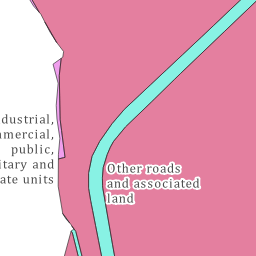 dustrial,
mercial,
public,
itary and
ate units
Other roads
and associated
land